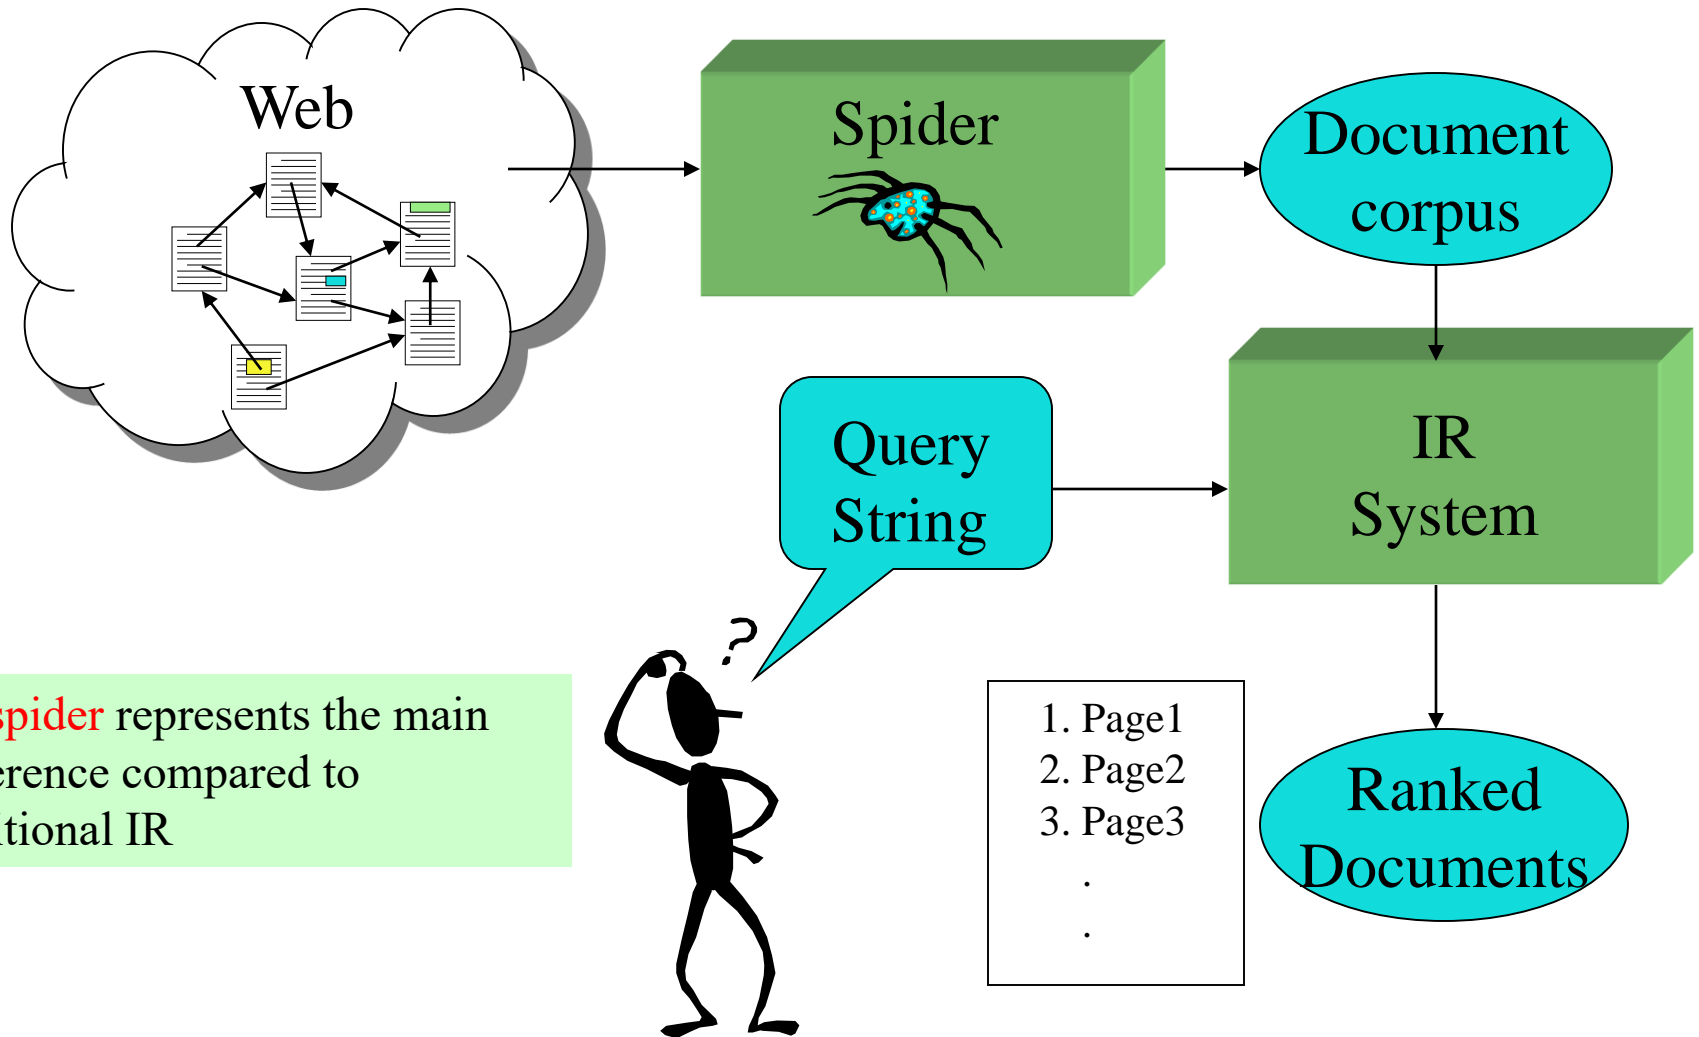 Web
Spider
Document
corpus
IR
System
Query
String
?
spider represents the main
erence compared to
itional IR
1. Page1
2. Page2
3. Page3
.
.
Ranked
Documents